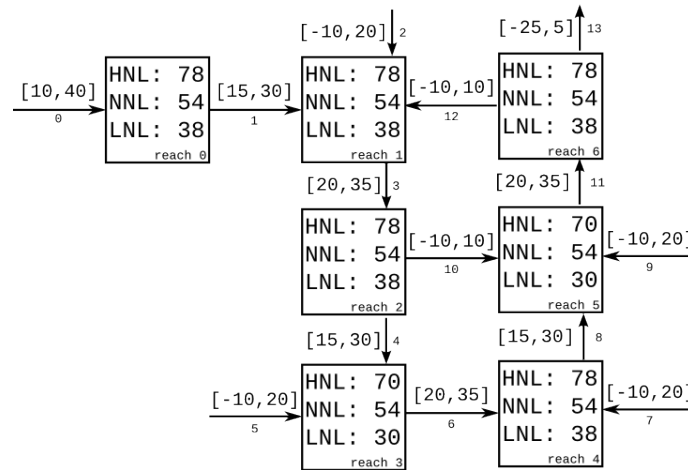 [-25,5] 13
[-10,20] 2
[10,40]
0
HNL: 78
NNL: 54
LNL: 38
reach 0
[15,30]
1
HNL: 78
NNL: 54
LNL: 38
reach 1
[-10,10]
12
HNL: 78
NNL: 54
LNL: 38
reach 6
[20,35] 3
[20,35] 11
HNL: 78
NNL: 54
LNL: 38
reach 2
[-10,10]
10
HNL: 70
NNL: 54
LNL: 30
reach 5
[-10,20]
9
[15,30] 4
[15,30] 8
[-10,20]
5
HNL: 70
NNL: 54
LNL: 30
reach 3
[20,35]
6
HNL: 78
NNL: 54
LNL: 38
reach 4
[-10,20]
7